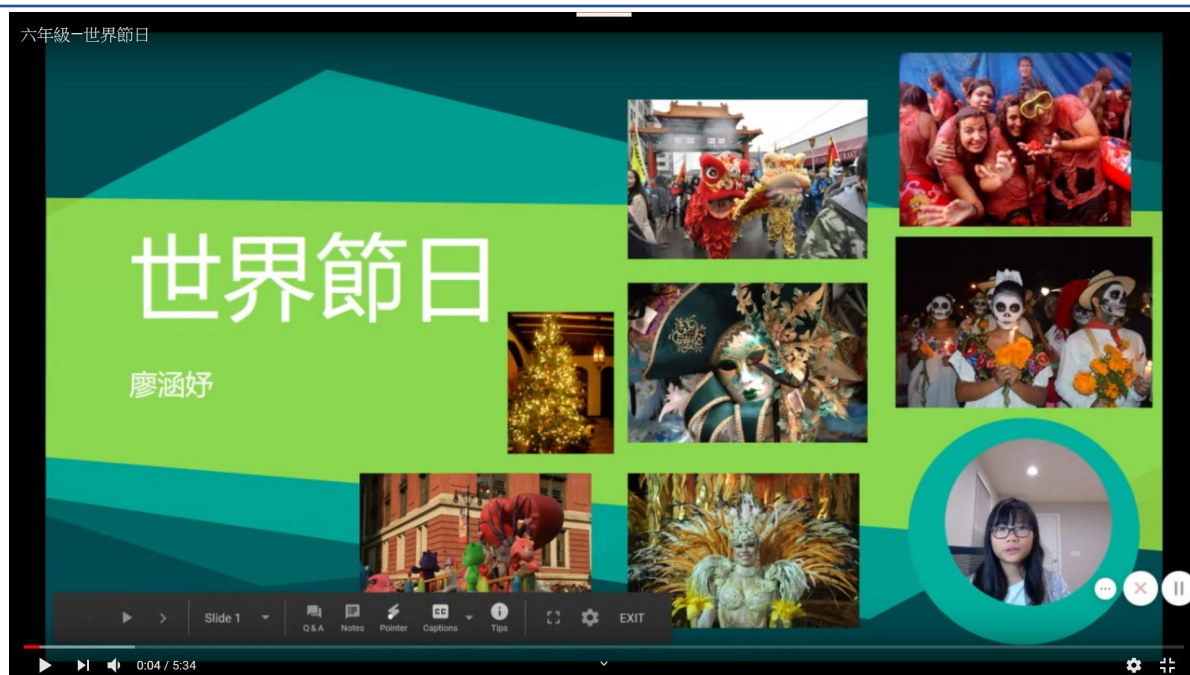 六年級—世界節日
世界節日
廖涵妤
Slide 1
Q & A
Notes
Pointer
CC
Captions
Tips
EXIT
0:04 / 5:34